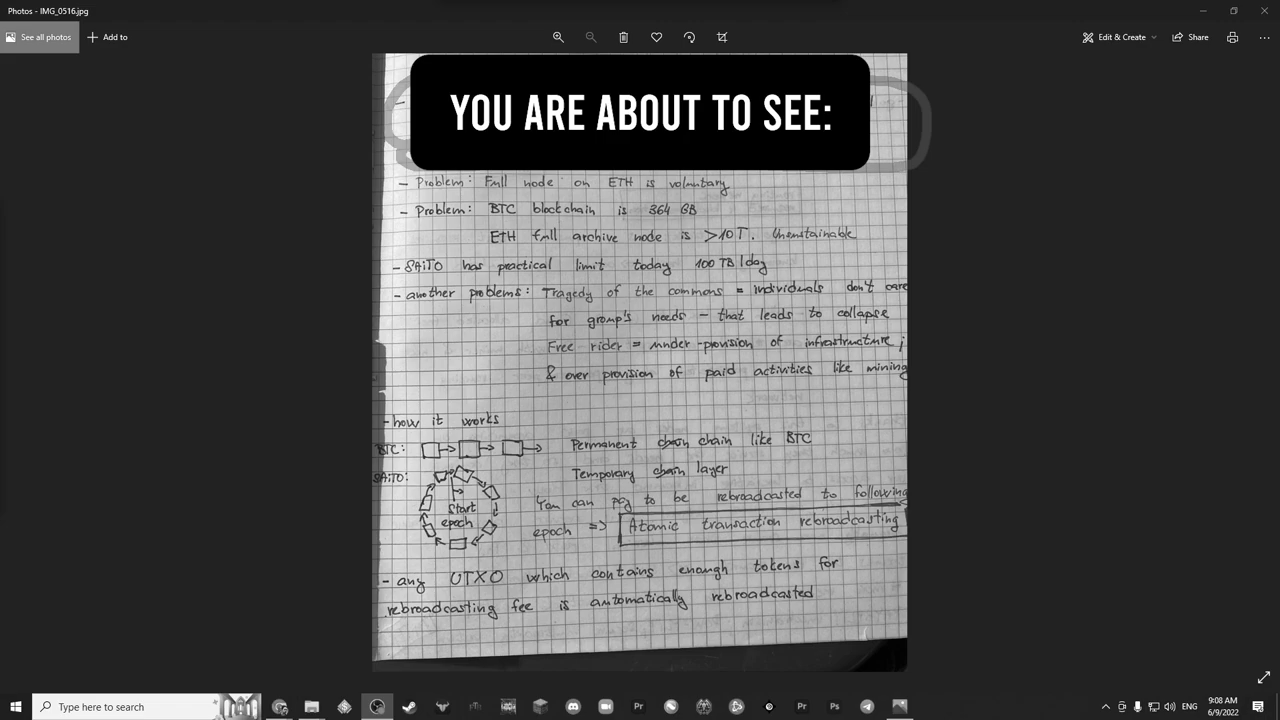 Photos - IMG_0516.jpg
See all photos
Add to
Edit & Create
Share
YOU ARE ABOUT TO SEE:
- Problem: Full node on ETH is voluntary
- Problem: BTC blockchain is 364 GB
ETH full archive node is >10T. Unsustainable
- SAITO has practical limit today 100 TB/day
- another problems: Tragedy of the commons = individuals don't care
for group's needs - that leads to collapse
Free rider = under-provision of infrastructure;
& over provision of paid activities like mining
- how it works
BTC: Permanent chain like BTC
SAITO: Temporary chain layer
You can pay to be rebroadcasted to following
Start
epoch
epoch => Atomic transaction rebroadcasting
- any UTXO which contains enough tokens for
rebroadcasting fee is automatically rebroadcasted
Type here to search
Pr
Pr
Ps
9:08 AM
6/9/2022